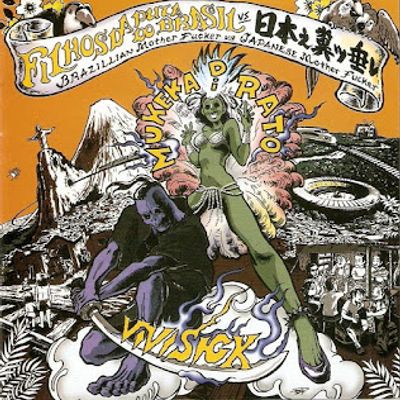 FILHOS DA PUTA DO BRASIL VS 日本之糞ッ垂レ
BRAZILLIAN MOTHER FUCKER VS JAPANESE MOTHER FUCKER
MUKEKA DI RATO
VIVISICK